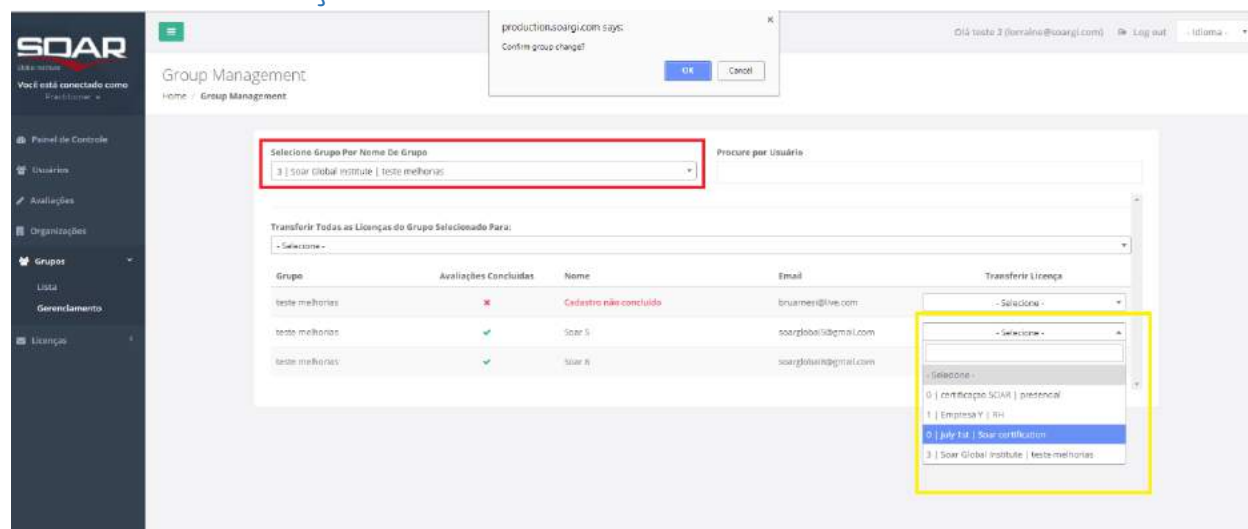 production.soargi.com says:
Confirm group change?
OK
Cancel
SOAR
Você está conectado como
Practitioner
Olá teste 3 (lorraine@soargi.com)
Log out
- Idioma -
Group Management
Home / Group Management
Painel de Controle
Usuários
Avaliações
Organizações
Grupos
Lista
Gerenciamento
Licenças
Selecione Grupo Por Nome De Grupo
3 | Soar Global Institute | teste melhorias
Procure por Usuário
Transferir Todas as Licenças do Grupo Selecionado Para:
- Selecione -
Grupo Avaliações Concluídas Nome Email Transferir Licença
teste melhorias Cadastro não concluído bruarnesi@live.com - Selecione -
teste melhorias Soar 5 soarglobal5@gmail.com - Selecione -
teste melhorias Soar 8 soarglobal8@gmail.com
- Selecione -
0 | certificação SOAR | presencial
1 | Empresa Y | RH
0 | July 1st | Soar certification
3 | Soar Global Institute | teste melhorias